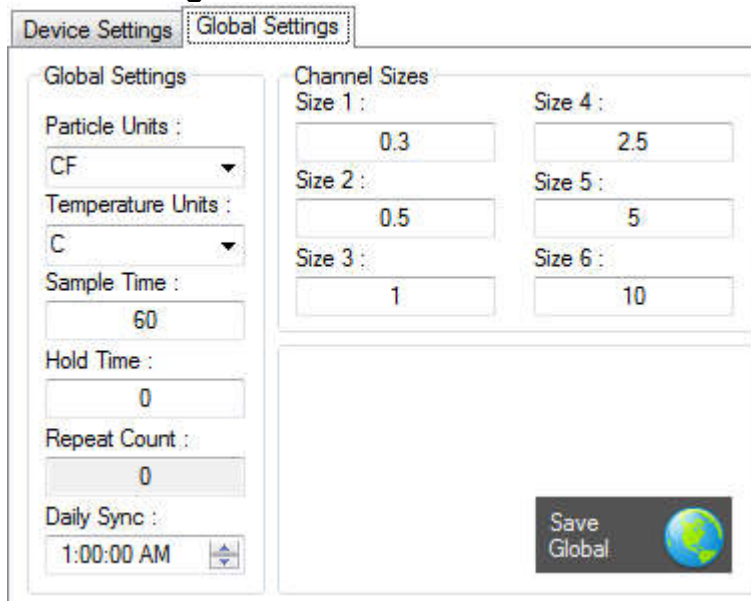 Device Settings
Global Settings
Global Settings
Particle Units :
CF
Temperature Units :
C
Sample Time :
60
Hold Time :
0
Repeat Count :
0
Daily Sync :
1:00:00 AM
Channel Sizes
Size 1 :
0.3
Size 2 :
0.5
Size 3 :
1
Size 4 :
2.5
Size 5 :
5
Size 6 :
10
Save
Global